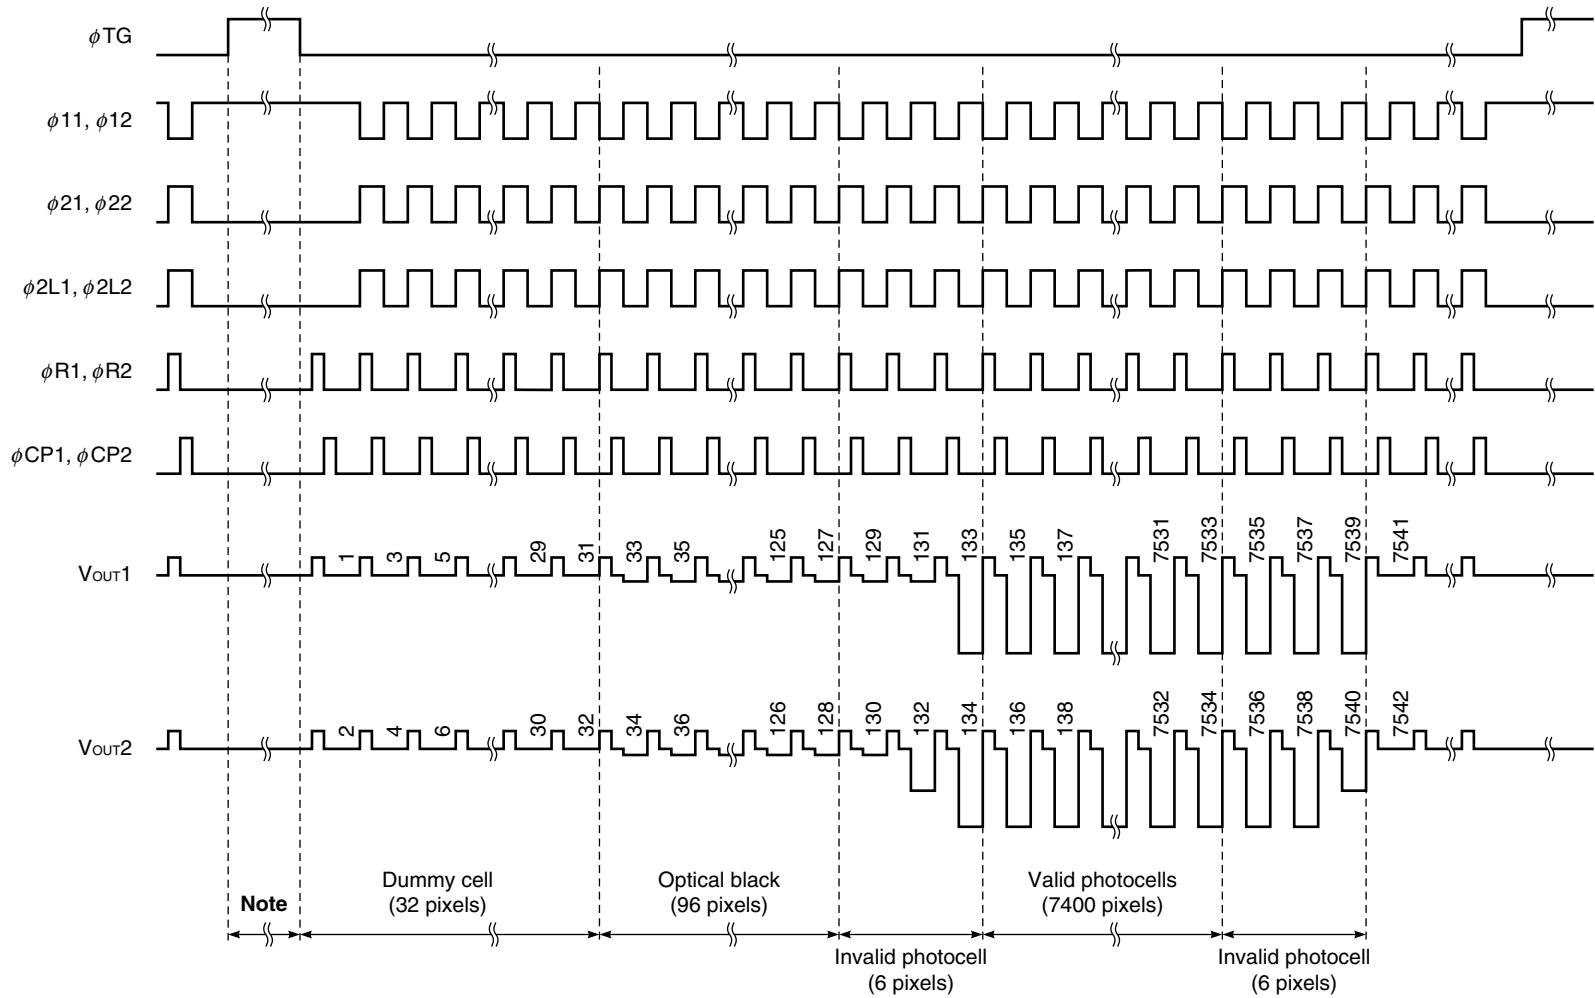 ϕTG
ϕ11, ϕ12
ϕ21, ϕ22
ϕ2L1, ϕ2L2
ϕR1, ϕR2
ϕCP1, ϕCP2
VOUT1
1 3 5 29 31 33 35 125 127 129 131 133 135 137 7531 7533 7535 7537 7539 7541
VOUT2
2 4 6 30 32 34 36 126 128 130 132 134 136 138 7532 7534 7536 7538 7540 7542
Note
Dummy cell
(32 pixels)
Optical black
(96 pixels)
Invalid photocell
(6 pixels)
Valid photocells
(7400 pixels)
Invalid photocell
(6 pixels)